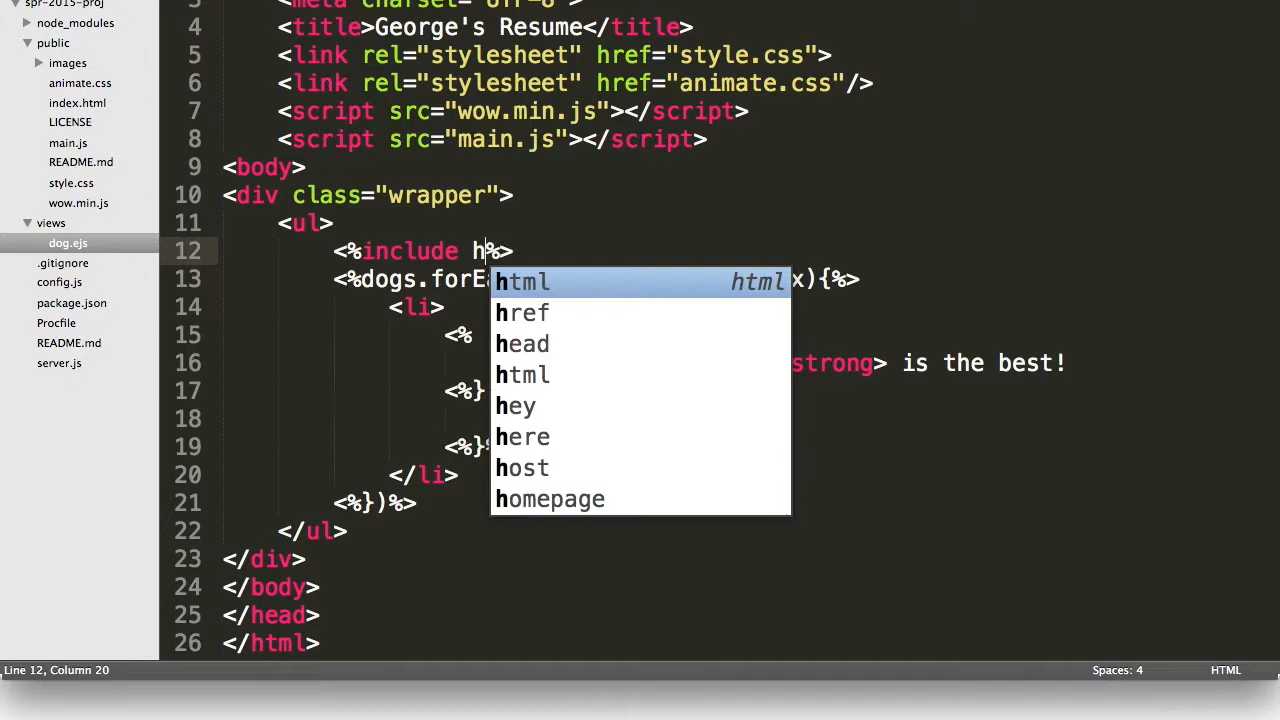 spr-2015-proj
node_modules
public
images
animate.css
index.html
LICENSE
main.js
README.md
style.css
wow.min.js
views
dog.ejs
.gitignore
config.js
package.json
Procfile
README.md
server.js
4 <title>George's Resume</title>
5 <link rel="stylesheet" href="style.css">
6 <link rel="stylesheet" href="animate.css"/>
7 <script src="wow.min.js"></script>
8 <script src="main.js"></script>
9 <body>
10 <div class="wrapper">
11 <ul>
12 <%include h%>
13 <%dogs.forE x){%>
14 <li>
15 <%
16 strong> is the best!
17 <%}
18
19 <%}
20 </li>
21 <%})%>
22 </ul>
23 </div>
24 </body>
25 </head>
26 </html>
html html
href
head
html
hey
here
host
homepage
Line 12, Column 20
Spaces: 4
HTML